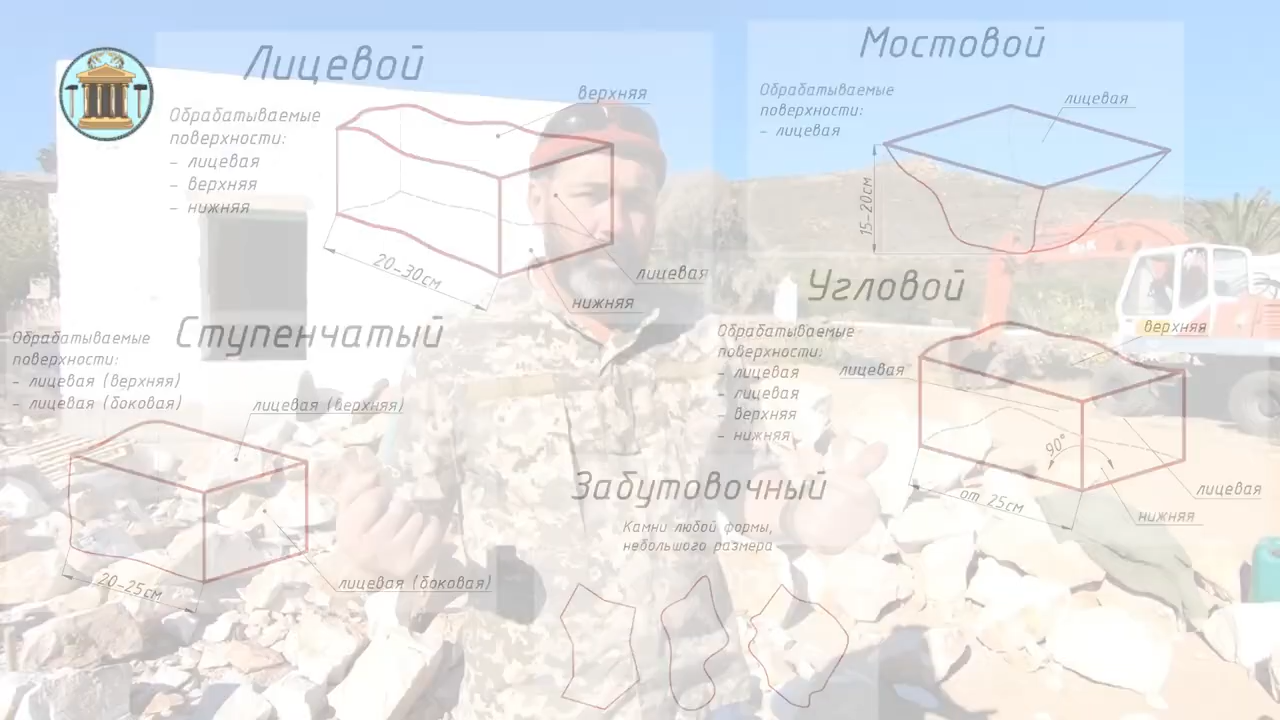 Лицевой
Обрабатываемые
поверхности:
- лицевая
- верхняя
- нижняя
верхняя
лицевая
нижняя
20-30см
Мостовой
Обрабатываемые
поверхности:
- лицевая
лицевая
15-20см
Ступенчатый
Обрабатываемые
поверхности:
- лицевая (верхняя)
- лицевая (боковая)
лицевая (верхняя)
лицевая (боковая)
20-25см
Угловой
Обрабатываемые
поверхности:
- лицевая
- лицевая
- верхняя
- нижняя
лицевая
верхняя
90°
лицевая
нижняя
от 25см
Забутовочный
Камни любой формы,
небольшого размера